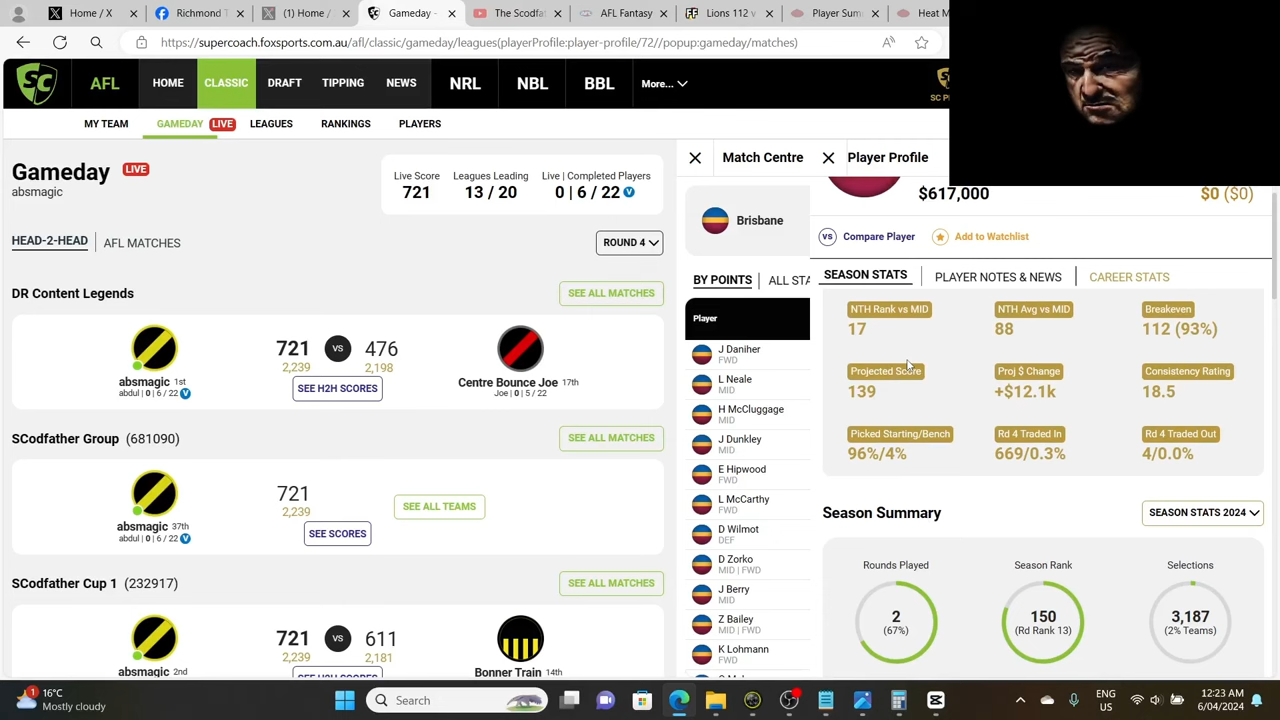 (1) Home /
Richmond T
(1) Home /
Gameday -
The Scodfat
AFL Fantasy
Lions 112 v
Player Sum
Heat M
https://supercoach.foxsports.com.au/afl/classic/gameday/leagues(playerProfile:player-profile/72//popup:gameday/matches)
SC AFL HOME CLASSIC DRAFT TIPPING NEWS NRL NBL BBL More...
MY TEAM GAMEDAY LIVE LEAGUES RANKINGS PLAYERS
Gameday LIVE
absmagic
Live Score Leagues Leading Live | Completed Players
721 13 / 20 0 | 6 / 22 V
HEAD-2-HEAD AFL MATCHES
ROUND 4
DR Content Legends SEE ALL MATCHES
721 VS 476
2,239 2,198
absmagic 1st SEE H2H SCORES Centre Bounce Joe 17th
abdul | 0 | 6 / 22 V Joe | 0 | 5 / 22
SCodfather Group (681090) SEE ALL MATCHES
721
2,239
SEE ALL TEAMS
absmagic 37th SEE SCORES
abdul | 0 | 6 / 22 V
SCodfather Cup 1 (232917) SEE ALL MATCHES
721 VS 611
2,239 2,181
absmagic 2nd SEE H2H SCORES Bonner Train 14th
Match Centre
Brisbane
BY POINTS ALL STA
Player
J Daniher
FWD
L Neale
MID
H McCluggage
MID
J Dunkley
MID
E Hipwood
FWD
L McCarthy
FWD
D Wilmot
DEF
D Zorko
MID | FWD
J Berry
MID
Z Bailey
MID | FWD
K Lohmann
FWD
Player Profile
$617,000 $0 ($0)
VS Compare Player Add to Watchlist
SEASON STATS PLAYER NOTES & NEWS CAREER STATS
NTH Rank vs MID NTH Avg vs MID Breakeven
17 88 112 (93%)
Projected Score Proj $ Change Consistency Rating
139 +$12.1k 18.5
Picked Starting/Bench Rd 4 Traded In Rd 4 Traded Out
96%/4% 669/0.3% 4/0.0%
Season Summary SEASON STATS 2024
Rounds Played Season Rank Selections
2 150 3,187
(67%) (Rd Rank 13) (2% Teams)
1 16°C
Mostly cloudy
Search
ENG
US
12:23 AM
6/04/2024